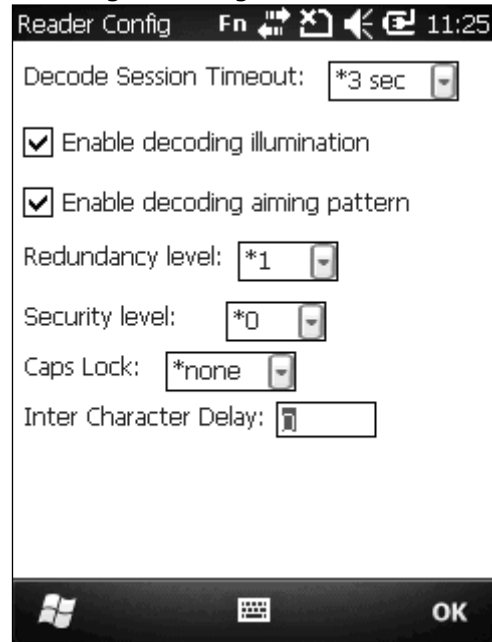 Reader Config Fn 11:25
Decode Session Timeout: *3 sec
Enable decoding illumination
Enable decoding aiming pattern
Redundancy level: *1
Security level: *0
Caps Lock: *none
Inter Character Delay:
OK